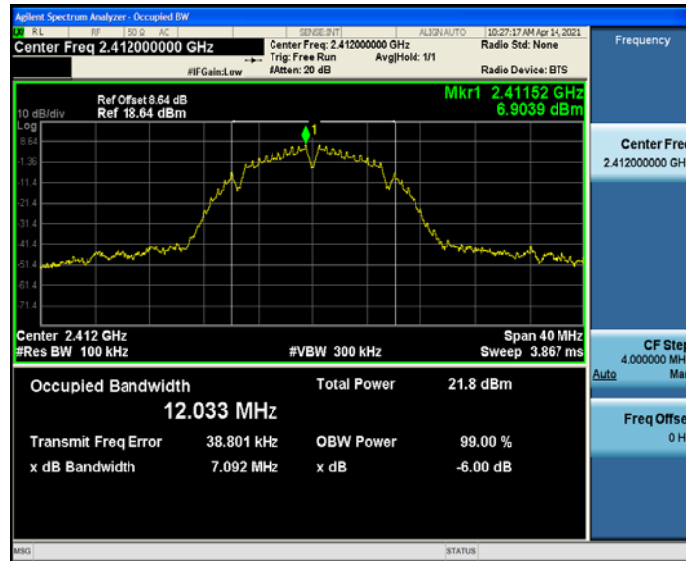 Agilent Spectrum Analyzer - Occupied BW
RL RF 50 Ω AC SENSE:INT ALIGNAUTO 10:27:17 AM Apr 14, 2021
Center Freq 2.412000000 GHz Center Freq: 2.412000000 GHz Radio Std: None
Trig: Free Run Avg|Hold: 1/1
#IFGain:Low #Atten: 20 dB Radio Device: BTS
Frequency
Ref Offset 8.64 dB Mkr1 2.41152 GHz
10 dB/div Ref 18.64 dBm 6.9039 dBm
Log
8.64
-1.36
-11.4
-21.4
-31.4
-41.4
-51.4
-61.4
-71.4
1
Center 2.412 GHz Span 40 MHz
#Res BW 100 kHz #VBW 300 kHz Sweep 3.867 ms
Occupied Bandwidth Total Power 21.8 dBm
12.033 MHz
Transmit Freq Error 38.801 kHz OBW Power 99.00 %
x dB Bandwidth 7.092 MHz x dB -6.00 dB
Center Fre
2.412000000 GH
CF Step
4.000000 MH
Auto Ma
Freq Offse
0 H
MSG STATUS